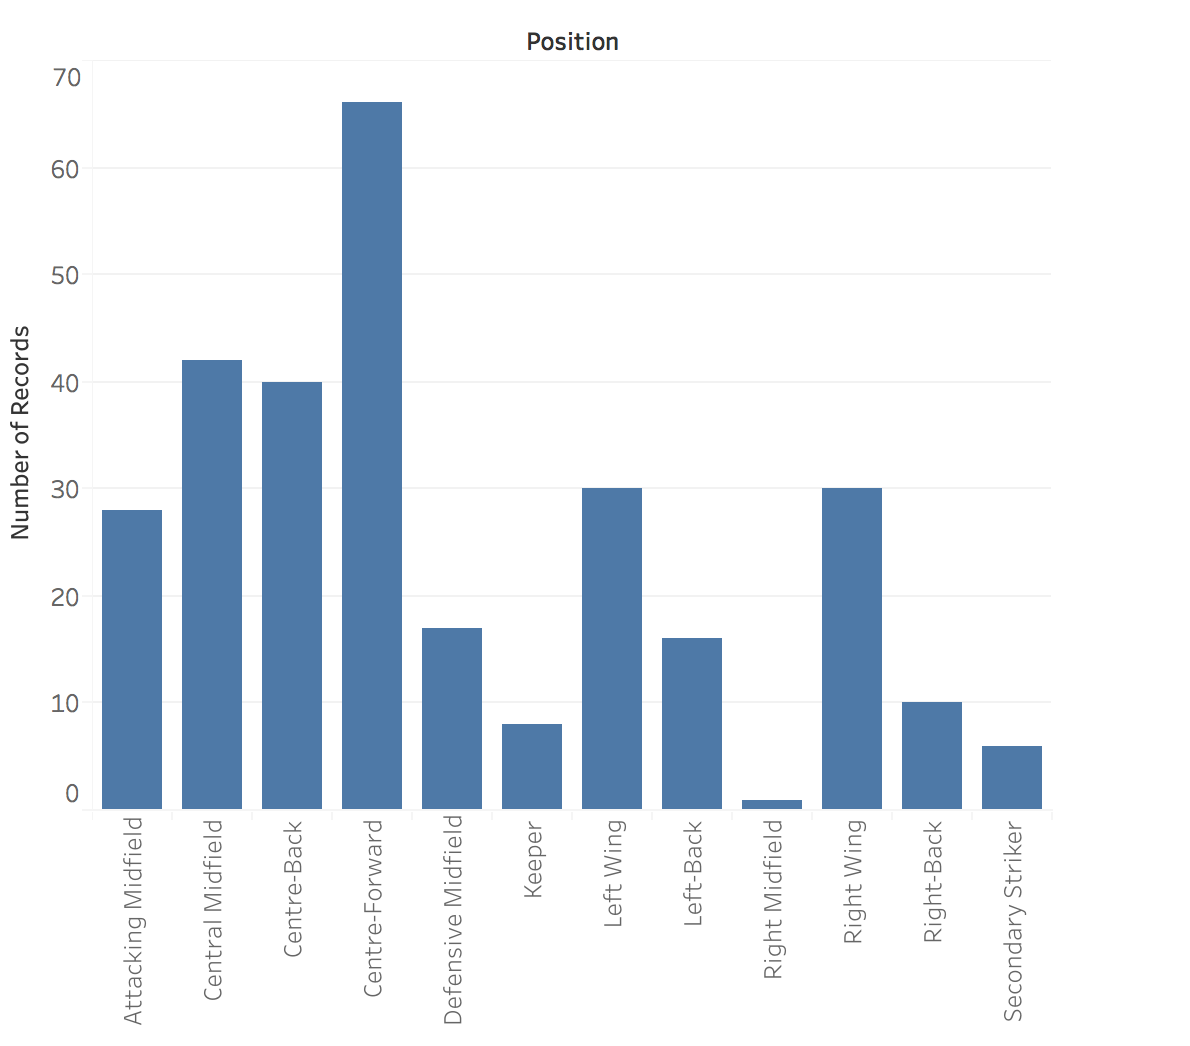 Position
Number of Records
70
60
50
40
30
20
10
0
Attacking Midfield
Central Midfield
Centre-Back
Centre-Forward
Defensive Midfield
Keeper
Left Wing
Left-Back
Right Midfield
Right Wing
Right-Back
Secondary Striker